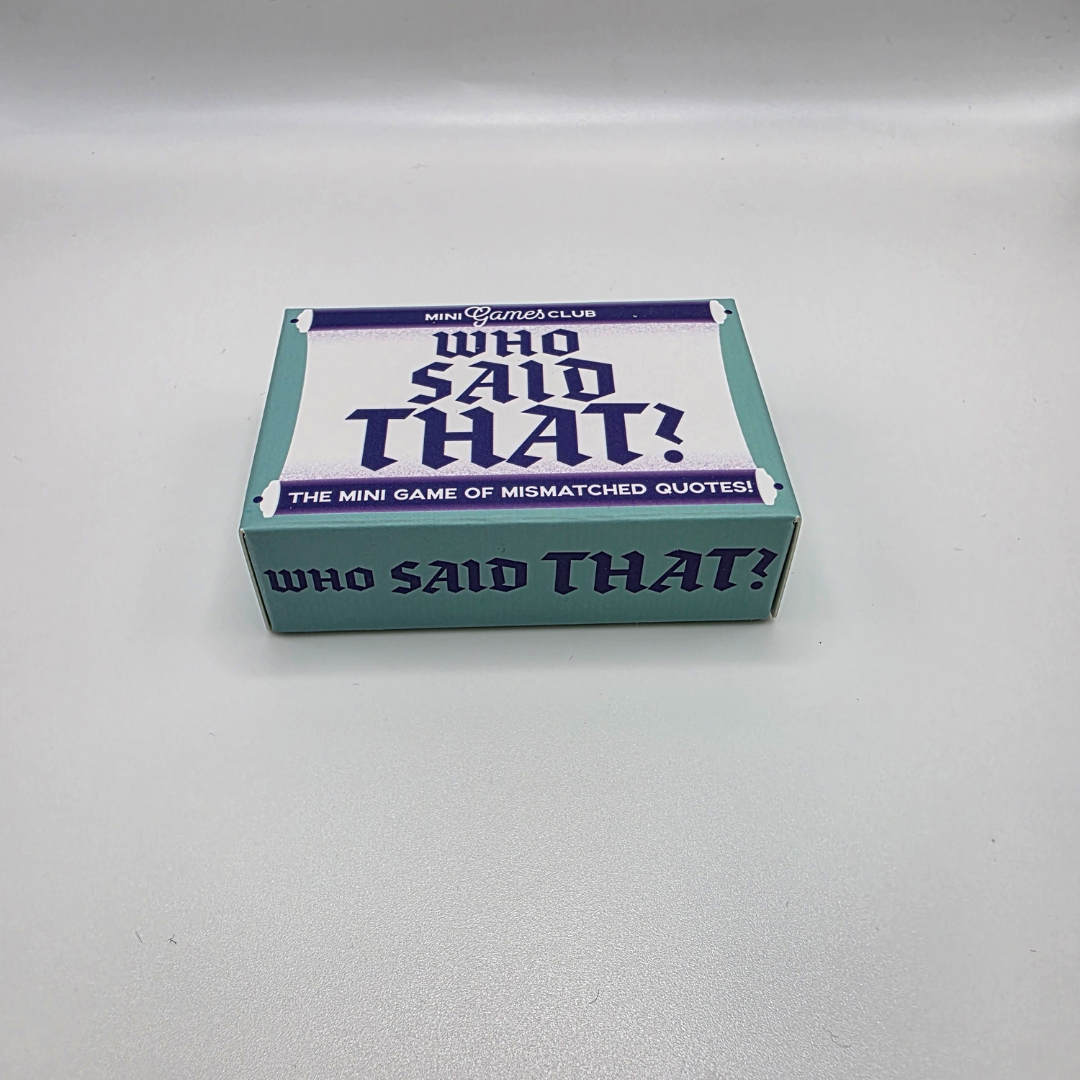 MINI Games CLUB
WHO
SAID
THAT?
THE MINI GAME OF MISMATCHED QUOTES!
WHO SAID THAT?